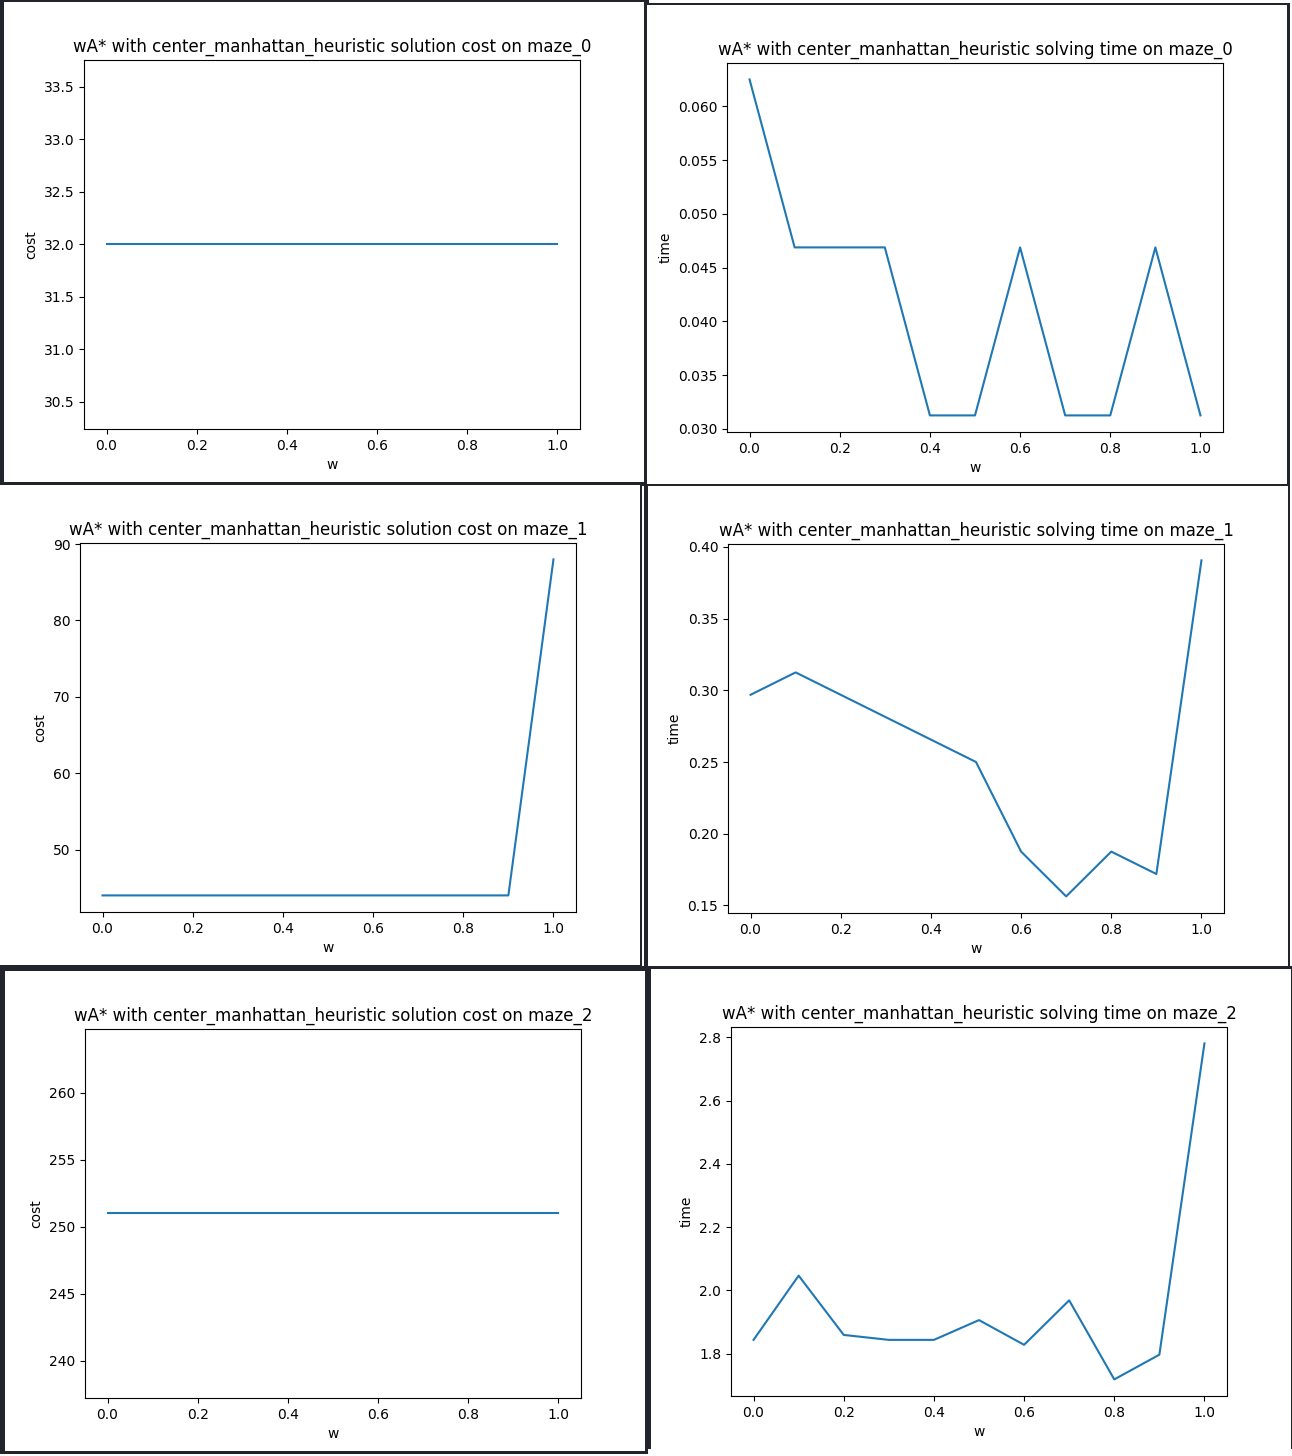 wA* with center_manhattan_heuristic solution cost on maze_0
33.5
33.0
32.5
32.0
31.5
31.0
30.5
cost
0.0 0.2 0.4 0.6 0.8 1.0
w
wA* with center_manhattan_heuristic solving time on maze_0
0.060
0.055
0.050
0.045
0.040
0.035
0.030
time
0.0 0.2 0.4 0.6 0.8 1.0
w
wA* with center_manhattan_heuristic solution cost on maze_1
90
80
70
60
50
cost
0.0 0.2 0.4 0.6 0.8 1.0
w
wA* with center_manhattan_heuristic solving time on maze_1
0.40
0.35
0.30
0.25
0.20
0.15
time
0.0 0.2 0.4 0.6 0.8 1.0
w
wA* with center_manhattan_heuristic solution cost on maze_2
260
255
250
245
240
cost
0.0 0.2 0.4 0.6 0.8 1.0
w
wA* with center_manhattan_heuristic solving time on maze_2
2.8
2.6
2.4
2.2
2.0
1.8
time
0.0 0.2 0.4 0.6 0.8 1.0
w